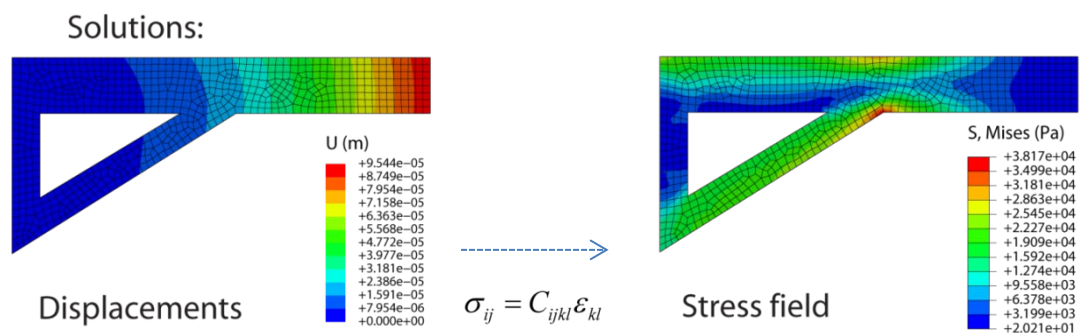 Solutions:
U (m)
+9.544e−05
+8.749e−05
+7.954e−05
+7.158e−05
+6.363e−05
+5.568e−05
+4.772e−05
+3.977e−05
+3.181e−05
+2.386e−05
+1.591e−05
+7.954e−06
+0.000e+00
Displacements
σij = Cijklεkl
S, Mises (Pa)
+3.817e+04
+3.499e+04
+3.181e+04
+2.863e+04
+2.545e+04
+2.227e+04
+1.909e+04
+1.592e+04
+1.274e+04
+9.558e+03
+6.378e+03
+3.199e+03
+2.021e+01
Stress field